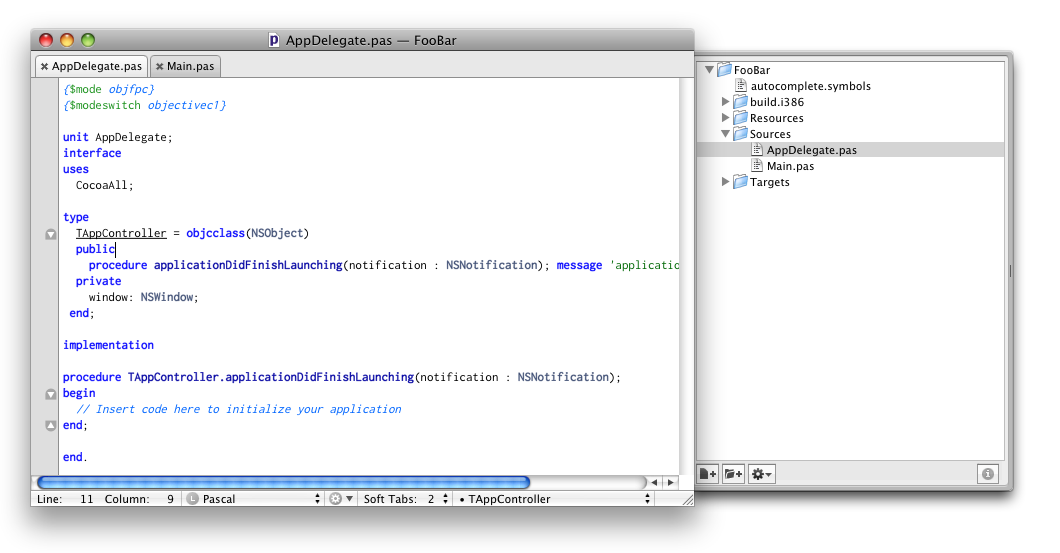 AppDelegate.pas — FooBar
AppDelegate.pas Main.pas
{$mode objfpc}
{$modeswitch objectivec1}
unit AppDelegate;
interface
uses
CocoaAll;
type
TAppController = objcclass(NSObject)
public
procedure applicationDidFinishLaunching(notification : NSNotification); message 'applicatio
private
window: NSWindow;
end;
implementation
procedure TAppController.applicationDidFinishLaunching(notification : NSNotification);
begin
// Insert code here to initialize your application
end;
end.
Line: 11 Column: 9 L Pascal Soft Tabs: 2 • TAppController
FooBar
autocomplete.symbols
build.i386
Resources
Sources
AppDelegate.pas
Main.pas
Targets